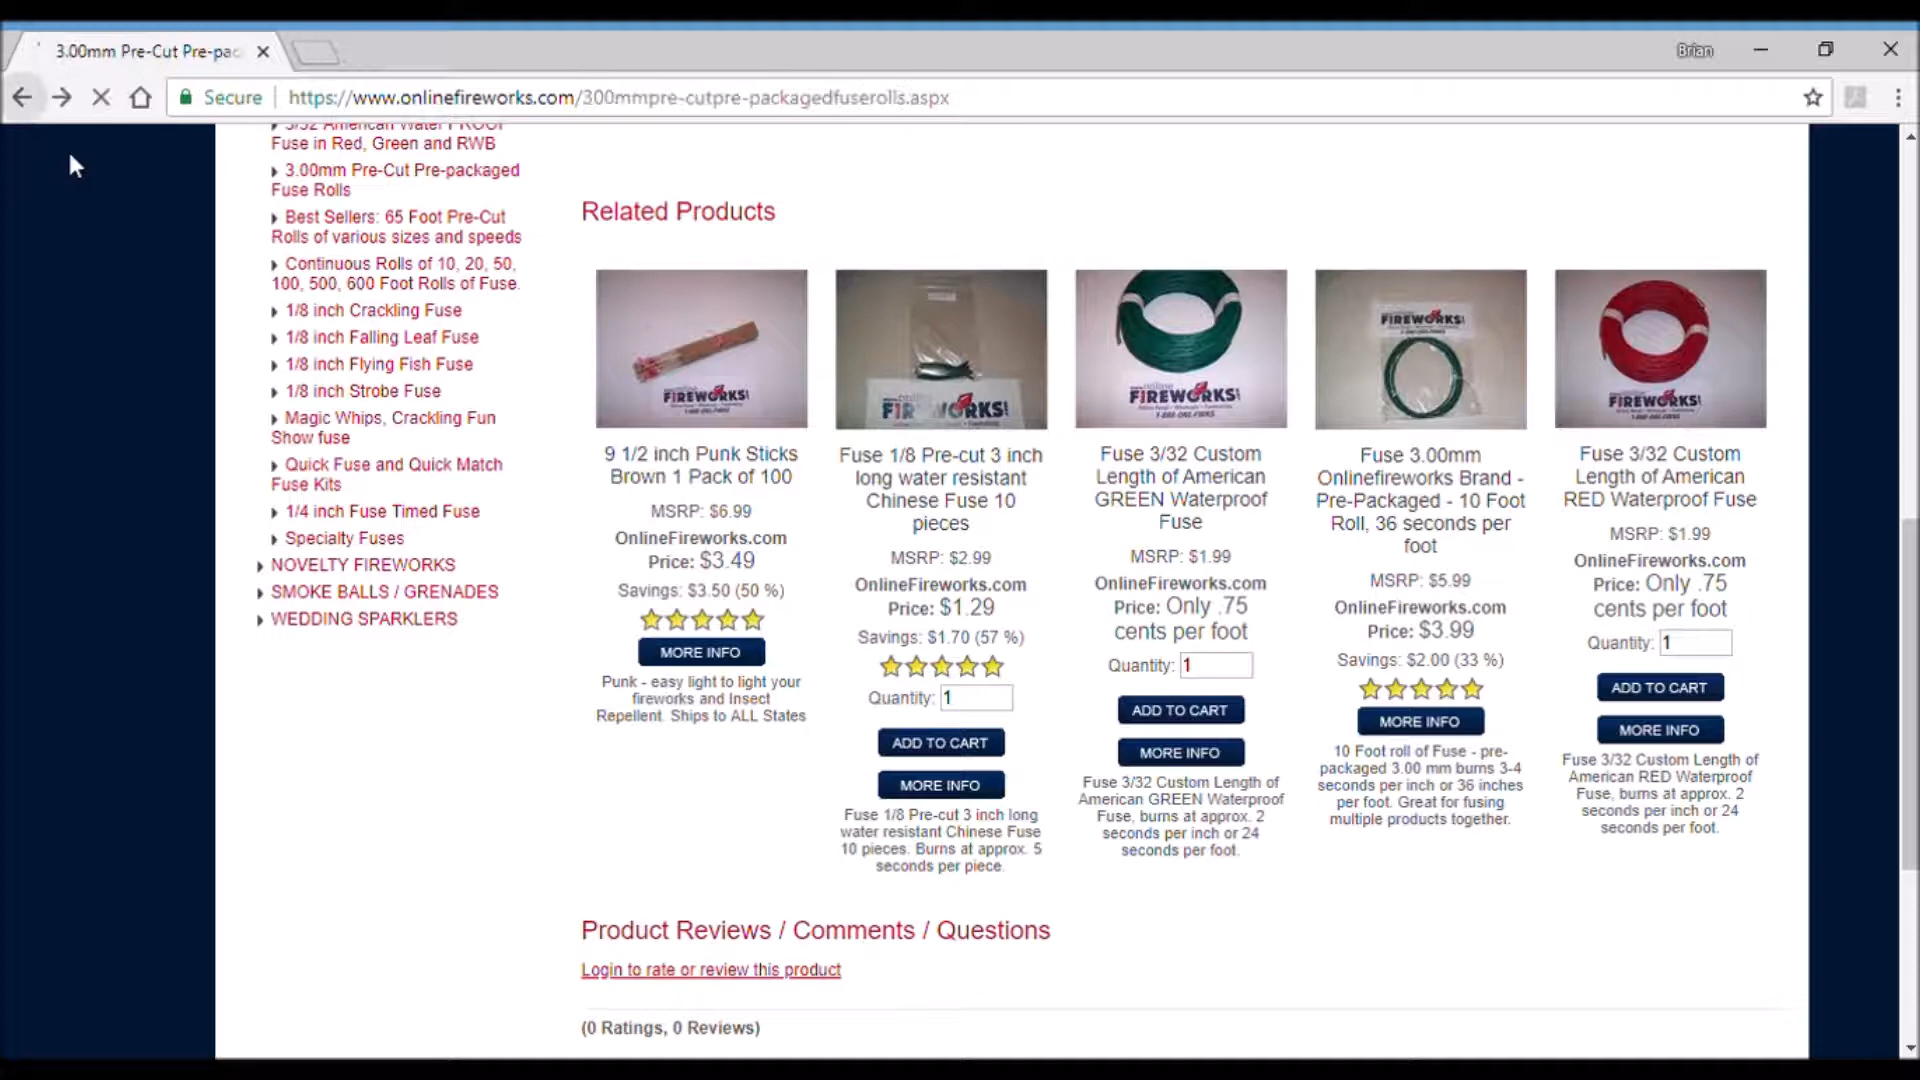 3.00mm Pre-Cut Pre-pac
Brian
Secure
https://www.onlinefireworks.com/300mmpre-cutpre-packagedfuserolls.aspx
3/32 American Water PROOF
Fuse in Red, Green and RWB
3.00mm Pre-Cut Pre-packaged
Fuse Rolls
Best Sellers: 65 Foot Pre-Cut
Rolls of various sizes and speeds
Continuous Rolls of 10, 20, 50,
100, 500, 600 Foot Rolls of Fuse.
1/8 inch Crackling Fuse
1/8 inch Falling Leaf Fuse
1/8 inch Flying Fish Fuse
1/8 inch Strobe Fuse
Magic Whips, Crackling Fun
Show fuse
Quick Fuse and Quick Match
Fuse Kits
1/4 inch Fuse Timed Fuse
Specialty Fuses
NOVELTY FIREWORKS
SMOKE BALLS / GRENADES
WEDDING SPARKLERS
Related Products
FIREWORKS
9 1/2 inch Punk Sticks
Brown 1 Pack of 100
MSRP: $6.99
OnlineFireworks.com
Price: $3.49
Savings: $3.50 (50 %)
MORE INFO
Punk - easy light to light your
fireworks and Insect
Repellent. Ships to ALL States
FIREWORKS
Fuse 1/8 Pre-cut 3 inch
long water resistant
Chinese Fuse 10
pieces
MSRP: $2.99
OnlineFireworks.com
Price: $1.29
Savings: $1.70 (57 %)
Quantity: 1
ADD TO CART
MORE INFO
Fuse 1/8 Pre-cut 3 inch long
water resistant Chinese Fuse
10 pieces. Burns at approx. 5
seconds per piece.
FIREWORKS
Fuse 3/32 Custom
Length of American
GREEN Waterproof
Fuse
MSRP: $1.99
OnlineFireworks.com
Price: Only .75
cents per foot
Quantity: 1
ADD TO CART
MORE INFO
Fuse 3/32 Custom Length of
American GREEN Waterproof
Fuse, burns at approx. 2
seconds per inch or 24
seconds per foot.
FIREWORKS
Fuse 3.00mm
Onlinefireworks Brand -
Pre-Packaged - 10 Foot
Roll, 36 seconds per
foot
MSRP: $5.99
OnlineFireworks.com
Price: $3.99
Savings: $2.00 (33 %)
MORE INFO
10 Foot roll of Fuse - pre-
packaged 3.00 mm burns 3-4
seconds per inch or 36 inches
per foot. Great for fusing
multiple products together.
FIREWORKS
Fuse 3/32 Custom
Length of American
RED Waterproof Fuse
MSRP: $1.99
OnlineFireworks.com
Price: Only .75
cents per foot
Quantity: 1
ADD TO CART
MORE INFO
Fuse 3/32 Custom Length of
American RED Waterproof
Fuse, burns at approx. 2
seconds per inch or 24
seconds per foot.
Product Reviews / Comments / Questions
Login to rate or review this product
(0 Ratings, 0 Reviews)